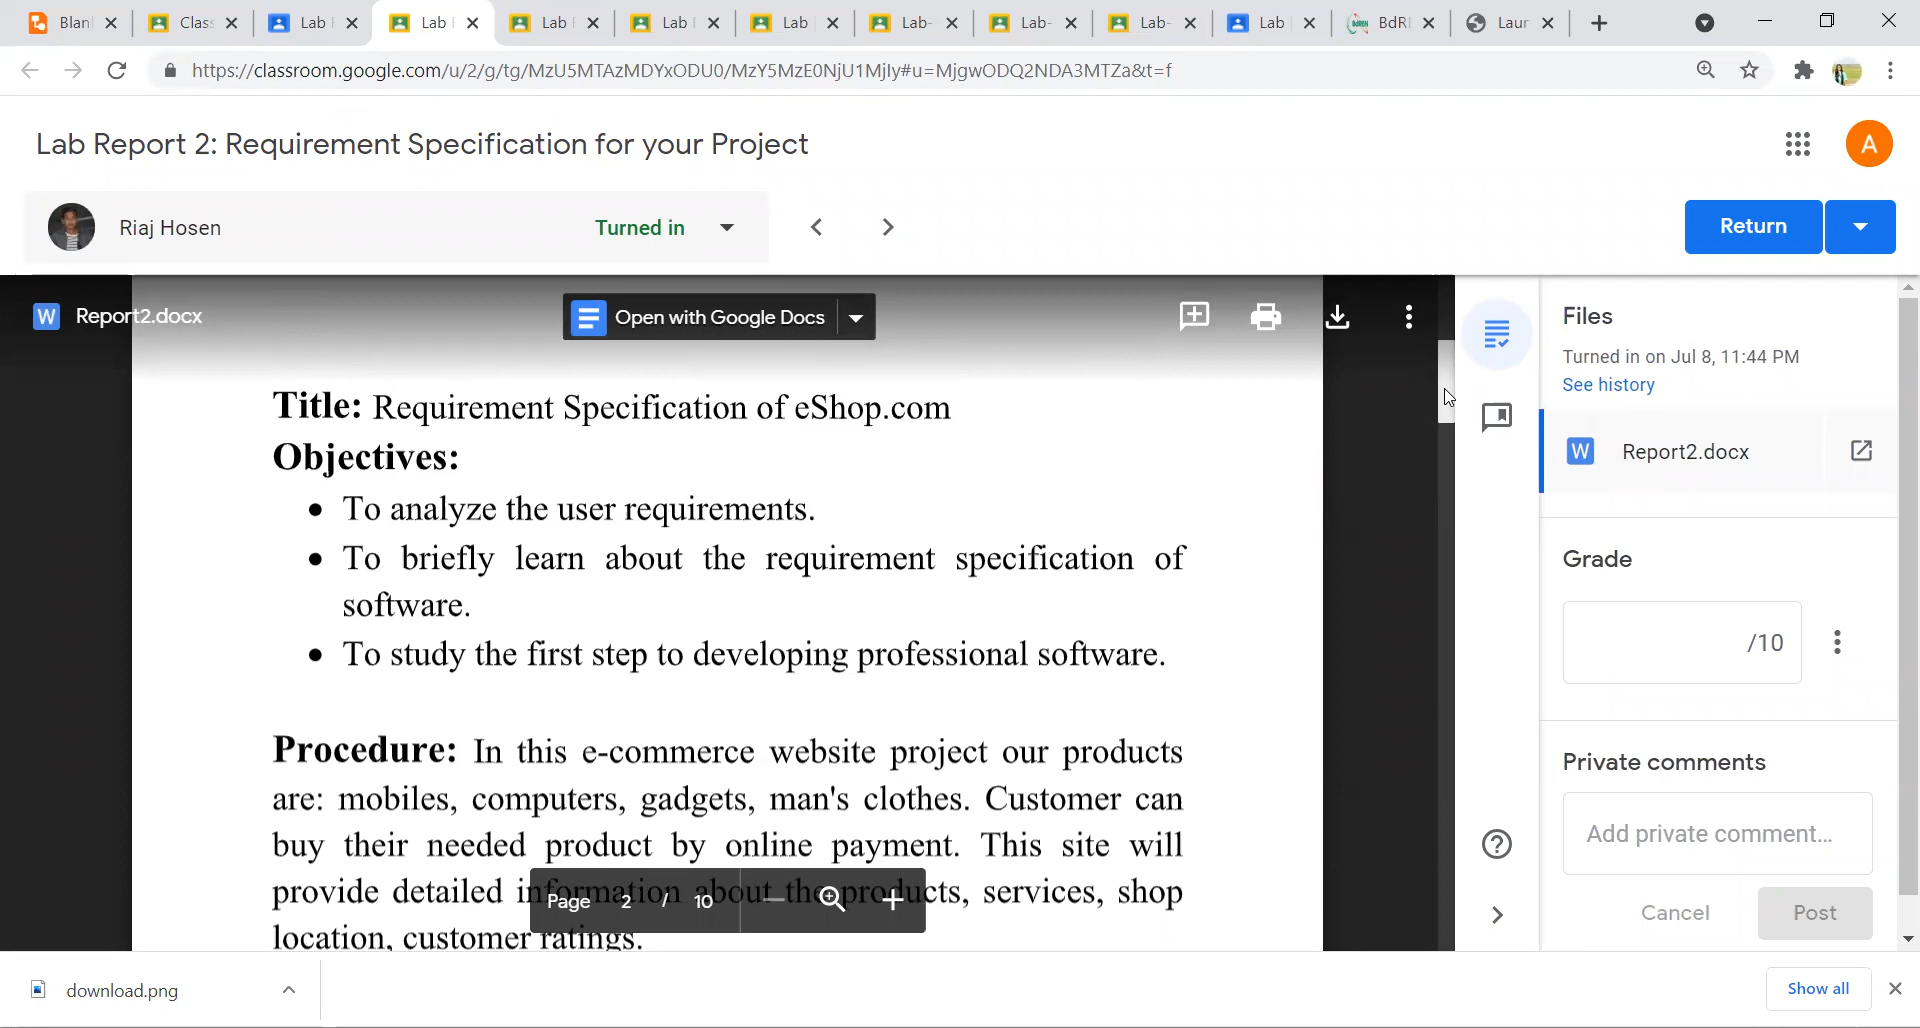 Blan
Clas
Lab
Lab
Lab
Lab
Lab
Lab-
Lab-
Lab-
Lab
BdRI
Laur
https://classroom.google.com/u/2/g/tg/MzU5MTAzMDYxODU0/MzY5MzE0NjU1MjIy#u=MjgwODQ2NDA3MTZa&t=f
Lab Report 2: Requirement Specification for your Project
A
Riaj Hosen
Turned in
Return
W Report2.docx
Open with Google Docs
Title: Requirement Specification of eShop.com
Objectives:
• To analyze the user requirements.
• To briefly learn about the requirement specification of
software.
• To study the first step to developing professional software.
Procedure: In this e-commerce website project our products
are: mobiles, computers, gadgets, man's clothes. Customer can
buy their needed product by online payment. This site will
provide detailed information about the products, services, shop
location, customer ratings.
Page 2 / 10
Files
Turned in on Jul 8, 11:44 PM
See history
W Report2.docx
Grade
/10
Private comments
Add private comment...
Cancel
Post
download.png
Show all